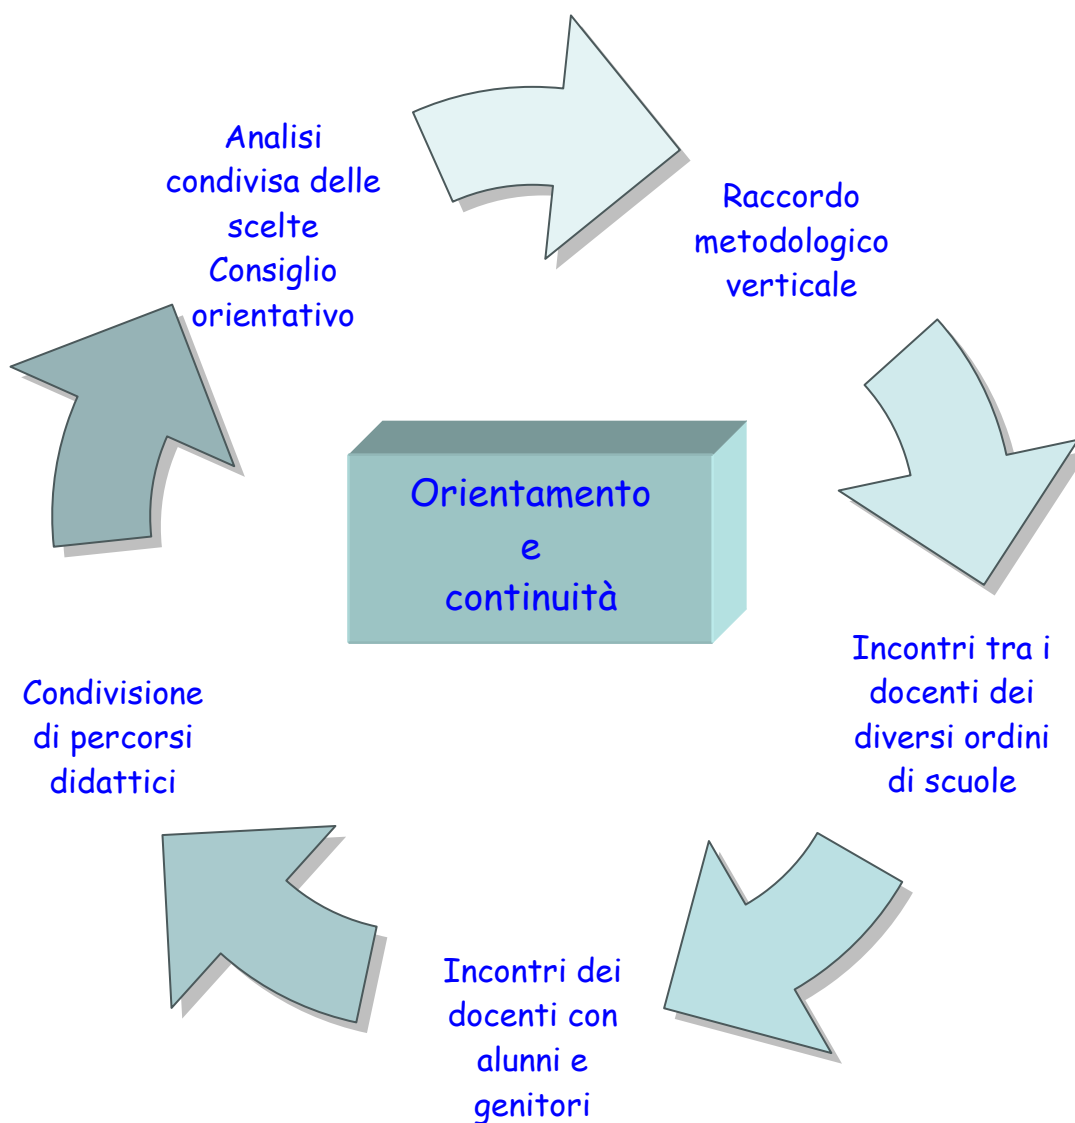 Analisi
condivisa delle
scelte
Consiglio
orientativo
Raccordo
metodologico
verticale
Orientamento
e
continuità
Incontri tra i
docenti dei
diversi ordini
di scuole
Condivisione
di percorsi
didattici
Incontri dei
docenti con
alunni e
genitori